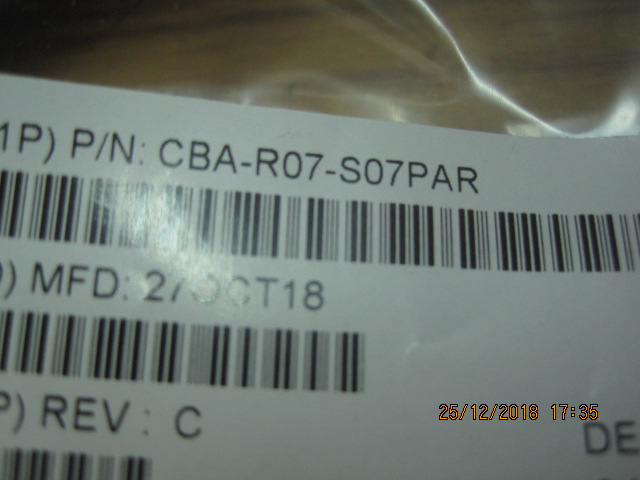 1P) P/N: CBA-R07-S07PAR
) MFD: 27OCT18
P) REV : C
25/12/2018 17:35
DE